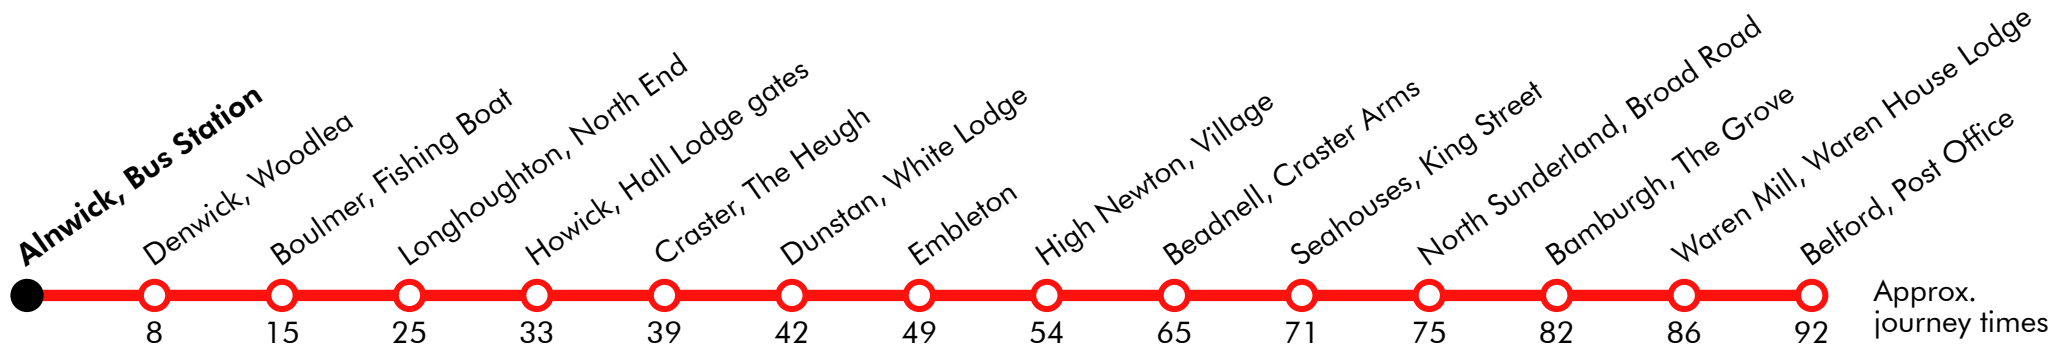 Alnwick, Bus Station
Denwick, Woodlea
Boulmer, Fishing Boat
Longhoughton, North End
Howick, Hall Lodge gates
Craster, The Heugh
Dunstan, White Lodge
Embleton
High Newton, Village
Beadnell, Craster Arms
Seahouses, King Street
North Sunderland, Broad Road
Bamburgh, The Grove
Waren Mill, Waren House Lodge
Belford, Post Office
8 15 25 33 39 42 49 54 65 71 75 82 86 92
Approx.
journey times